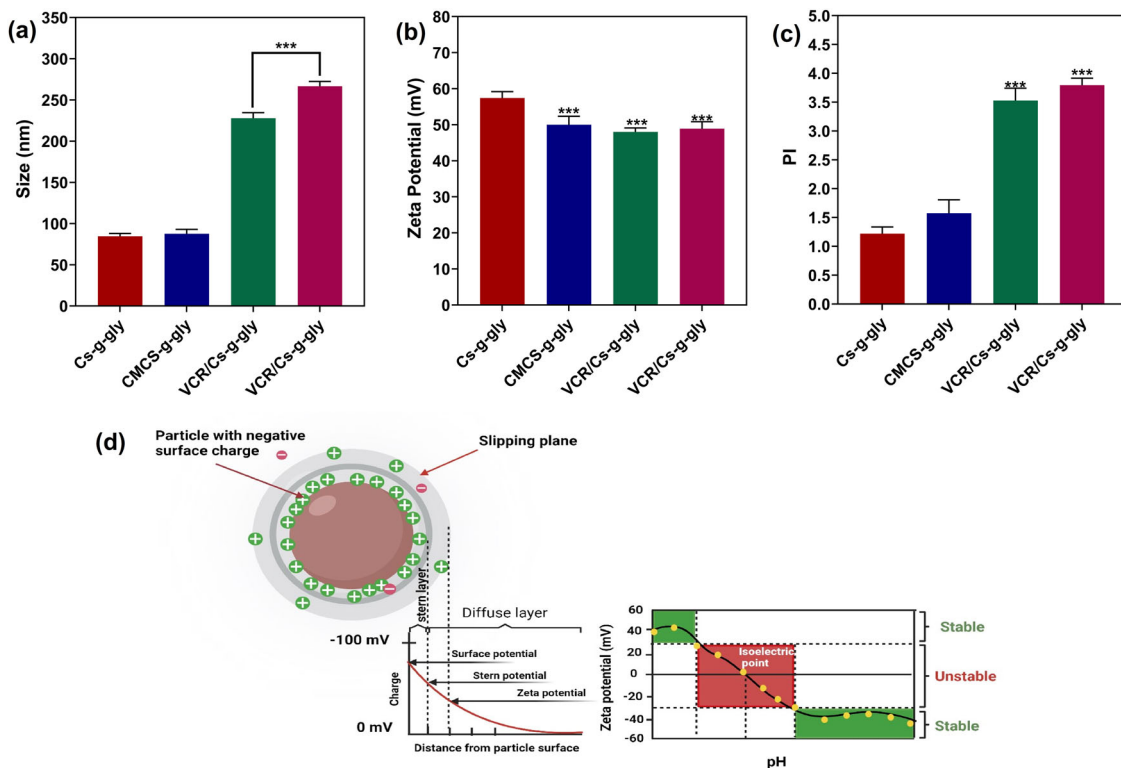 (a)
Size (nm)
350
300
250
200
150
100
50
0
***
Cs-g-gly
CMCS-g-gly
VCR/Cs-g-gly
VCR/Cs-g-gly
(b)
Zeta Potential (mV)
80
70
60
50
40
30
20
10
0
***
***
***
Cs-g-gly
CMCS-g-gly
VCR/Cs-g-gly
VCR/Cs-g-gly
(c)
PI
5.0
4.5
4.0
3.5
3.0
2.5
2.0
1.5
1.0
0.5
0.0
***
***
Cs-g-gly
CMCS-g-gly
VCR/Cs-g-gly
VCR/Cs-g-gly
(d)
Particle with negative
surface charge
Slipping plane
stern layer
Diffuse layer
-100 mV
Charge
Surface potential
Stern potential
Zeta potential
0 mV
Distance from particle surface
Zeta potential (mV)
60
40
20
0
-20
-40
-60
Isoelectric
point
Stable
Unstable
Stable
pH